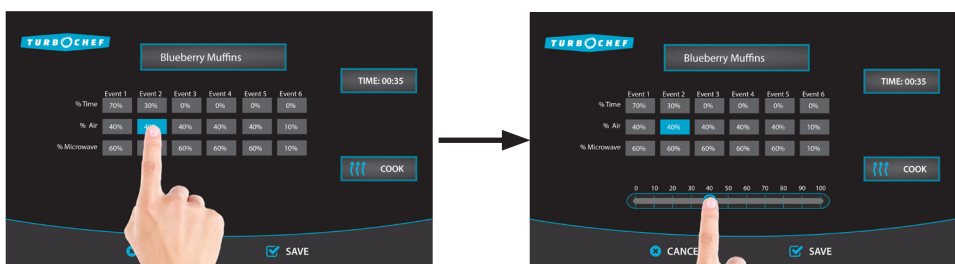 TURBOCHEF
Blueberry Muffins
TIME: 00:35
Event 1 Event 2 Event 3 Event 4 Event 5 Event 6
% Time 70% 30% 0% 0% 0% 0%
% Air 40% 40% 40% 40% 40% 10%
% Microwave 60% 60% 60% 60% 10%
COOK
SAVE
TURBOCHEF
Blueberry Muffins
TIME: 00:35
Event 1 Event 2 Event 3 Event 4 Event 5 Event 6
% Time 70% 30% 0% 0% 0% 0%
% Air 40% 40% 40% 40% 40% 10%
% Microwave 60% 60% 60% 60% 60% 10%
COOK
0 10 20 30 40 50 60 70 80 90 100
CANCE
SAVE